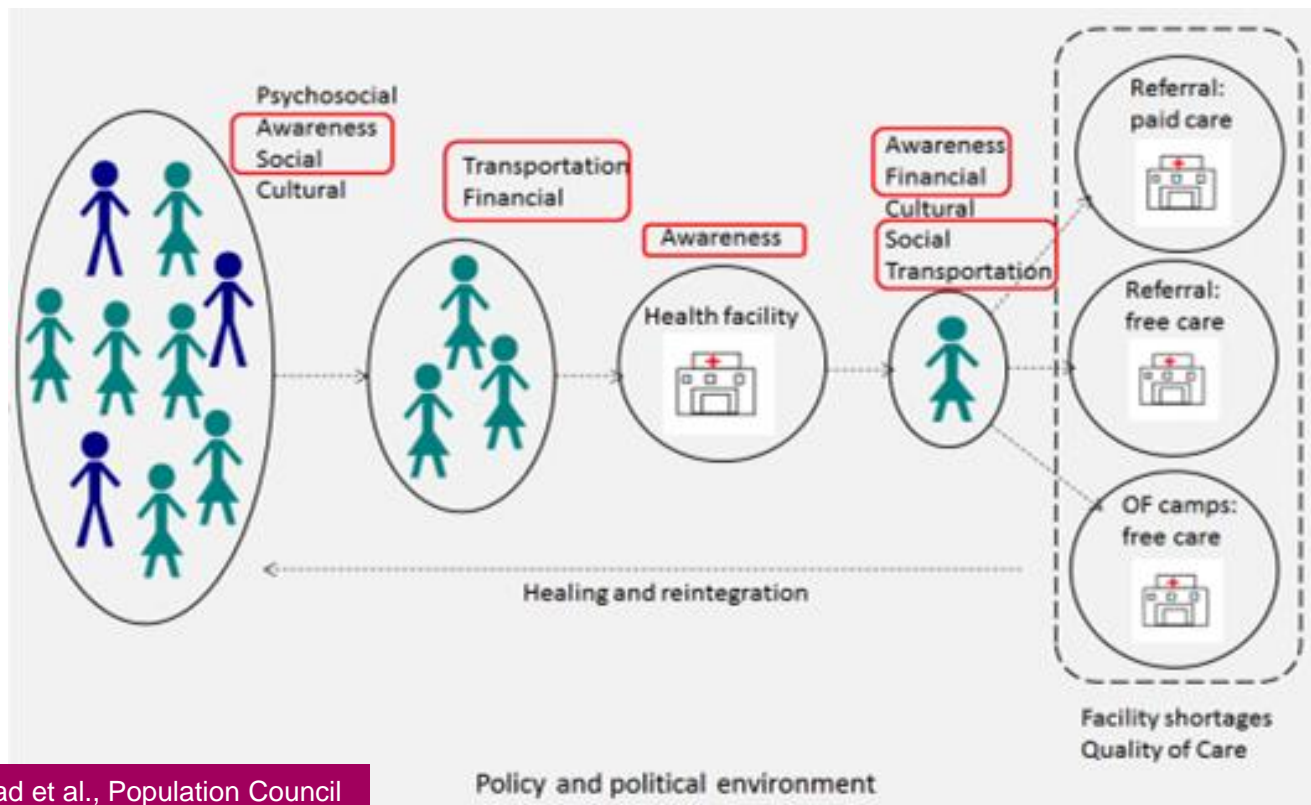 Psychosocial
Awareness
Social
Cultural
Transportation
Financial
Awareness
Health facility
Awareness
Financial
Cultural
Social
Transportation
Referral:
paid care
Referral:
free care
OF camps:
free care
Healing and reintegration
Facility shortages
Quality of Care
Policy and political environment
et al., Population Council